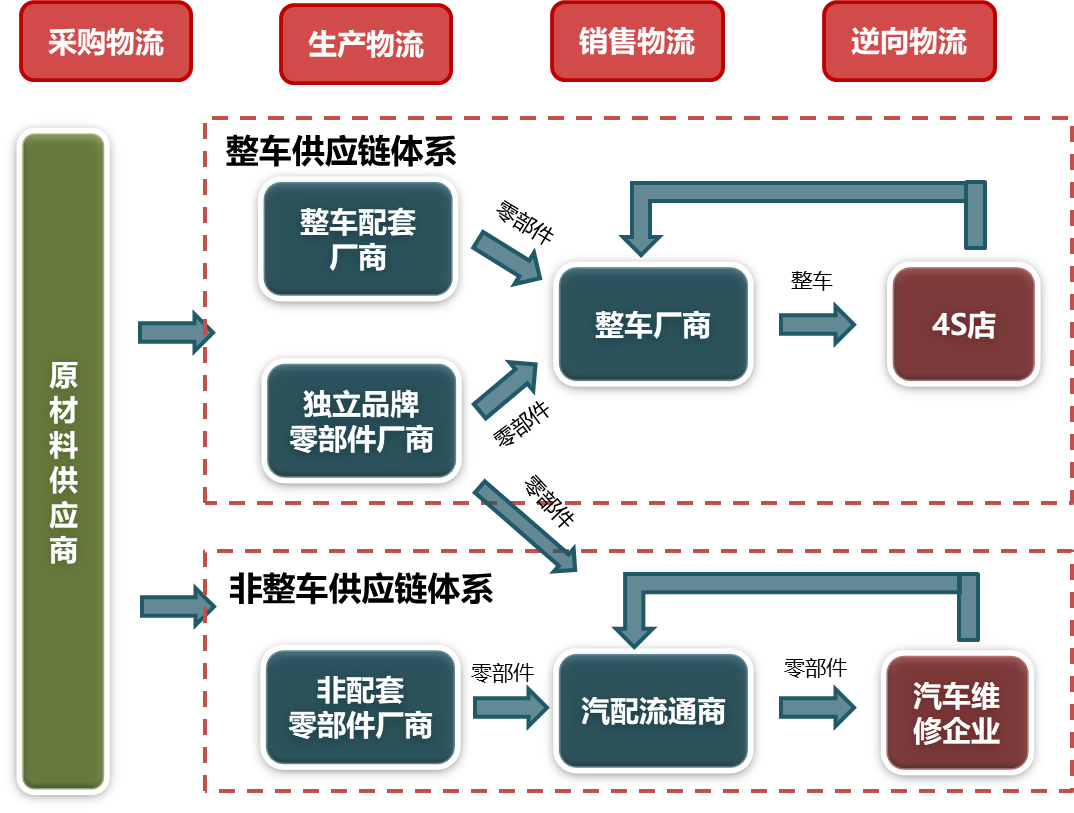 采购物流
生产物流
销售物流
逆向物流
整车供应链体系
整车配套
厂商
零部件
整车厂商
整车
4S店
独立品牌
零部件厂商
零部件
零部件
原材料供应商
非整车供应链体系
非配套
零部件厂商
零部件
汽配流通商
零部件
汽车维
修企业